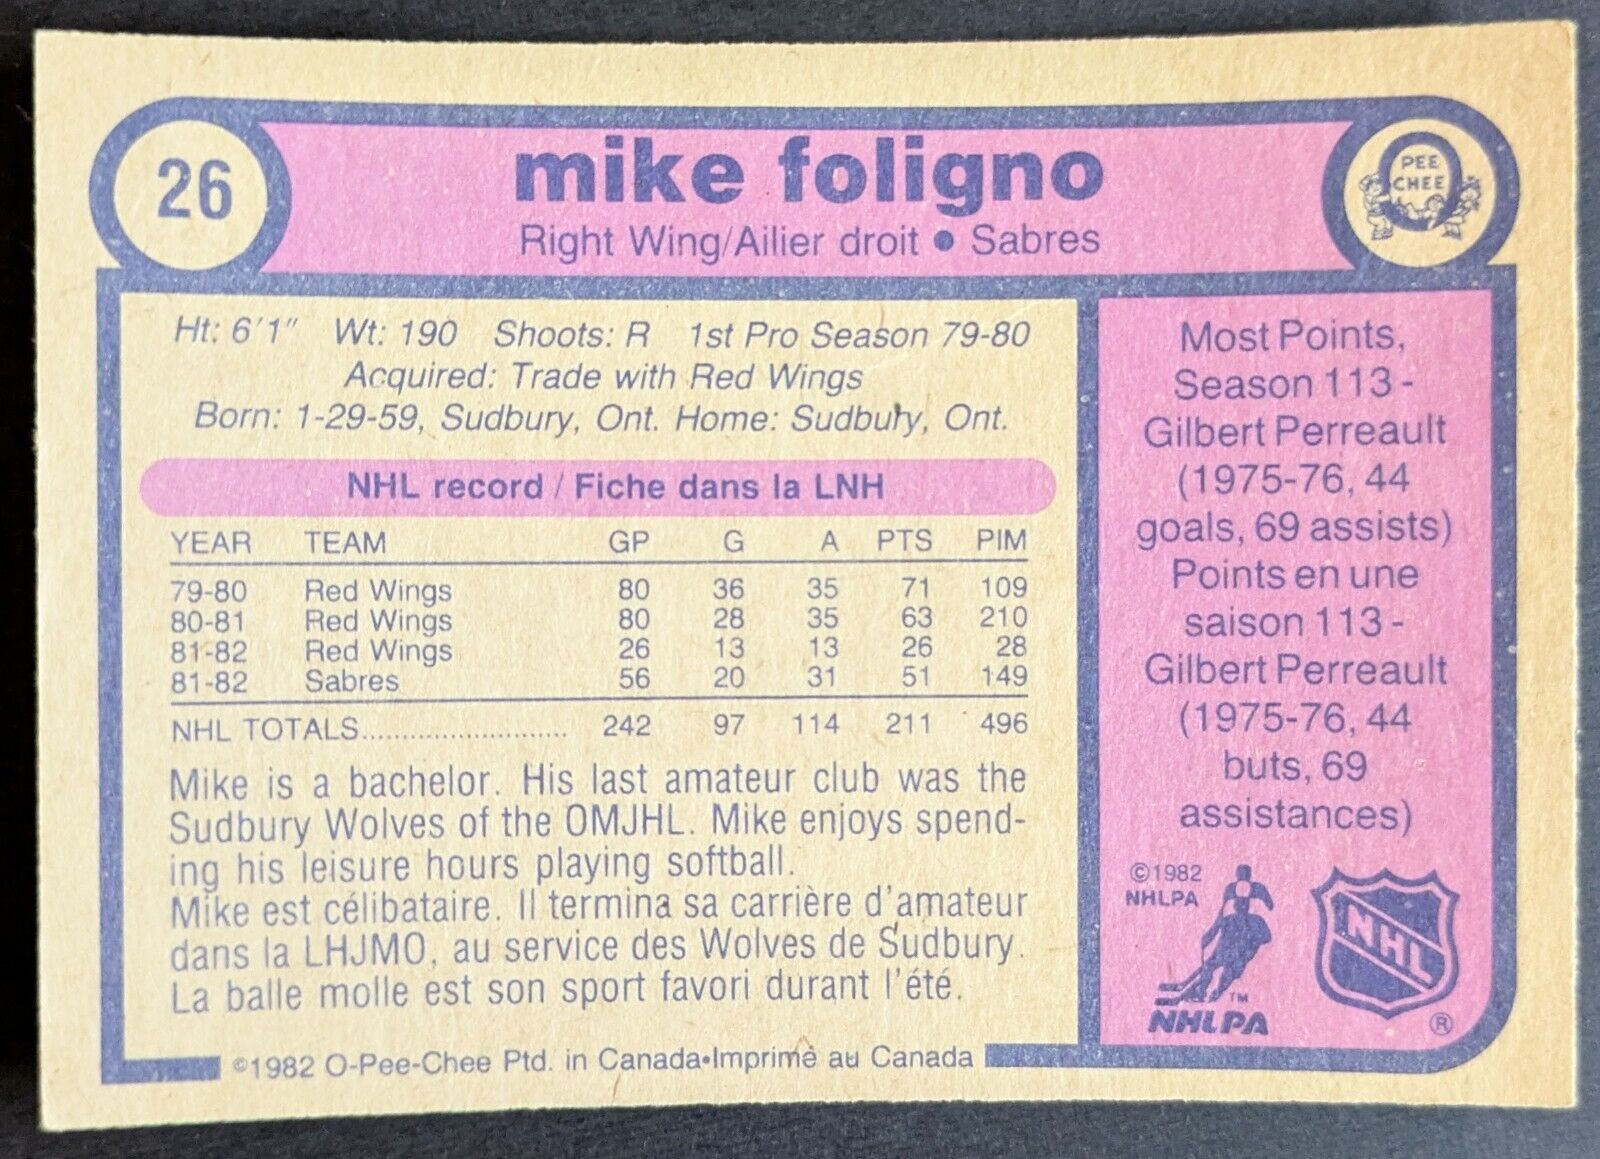 26
mike foligno
Right Wing/Ailier droit • Sabres
PEE
CHEE
Ht: 6'1" Wt: 190 Shoots: R 1st Pro Season 79-80
Acquired: Trade with Red Wings
Born: 1-29-59, Sudbury, Ont. Home: Sudbury, Ont.
NHL record / Fiche dans la LNH
YEAR TEAM GP G A PTS PIM
79-80 Red Wings 80 36 35 71 109
80-81 Red Wings 80 28 35 63 210
81-82 Red Wings 26 13 13 26 28
81-82 Sabres 56 20 31 51 149
NHL TOTALS.......................... 242 97 114 211 496
Mike is a bachelor. His last amateur club was the
Sudbury Wolves of the OMJHL. Mike enjoys spend-
ing his leisure hours playing softball.
Mike est célibataire. Il termina sa carrière d'amateur
dans la LHJMO, au service des Wolves de Sudbury.
La balle molle est son sport favori durant l'été.
©1982 O-Pee-Chee Ptd. in Canada•Imprimé au Canada
Most Points,
Season 113 -
Gilbert Perreault
(1975-76, 44
goals, 69 assists)
Points en une
saison 113 -
Gilbert Perreault
(1975-76, 44
buts, 69
assistances)
©1982
NHLPA
TM
NHLPA
NHL
®